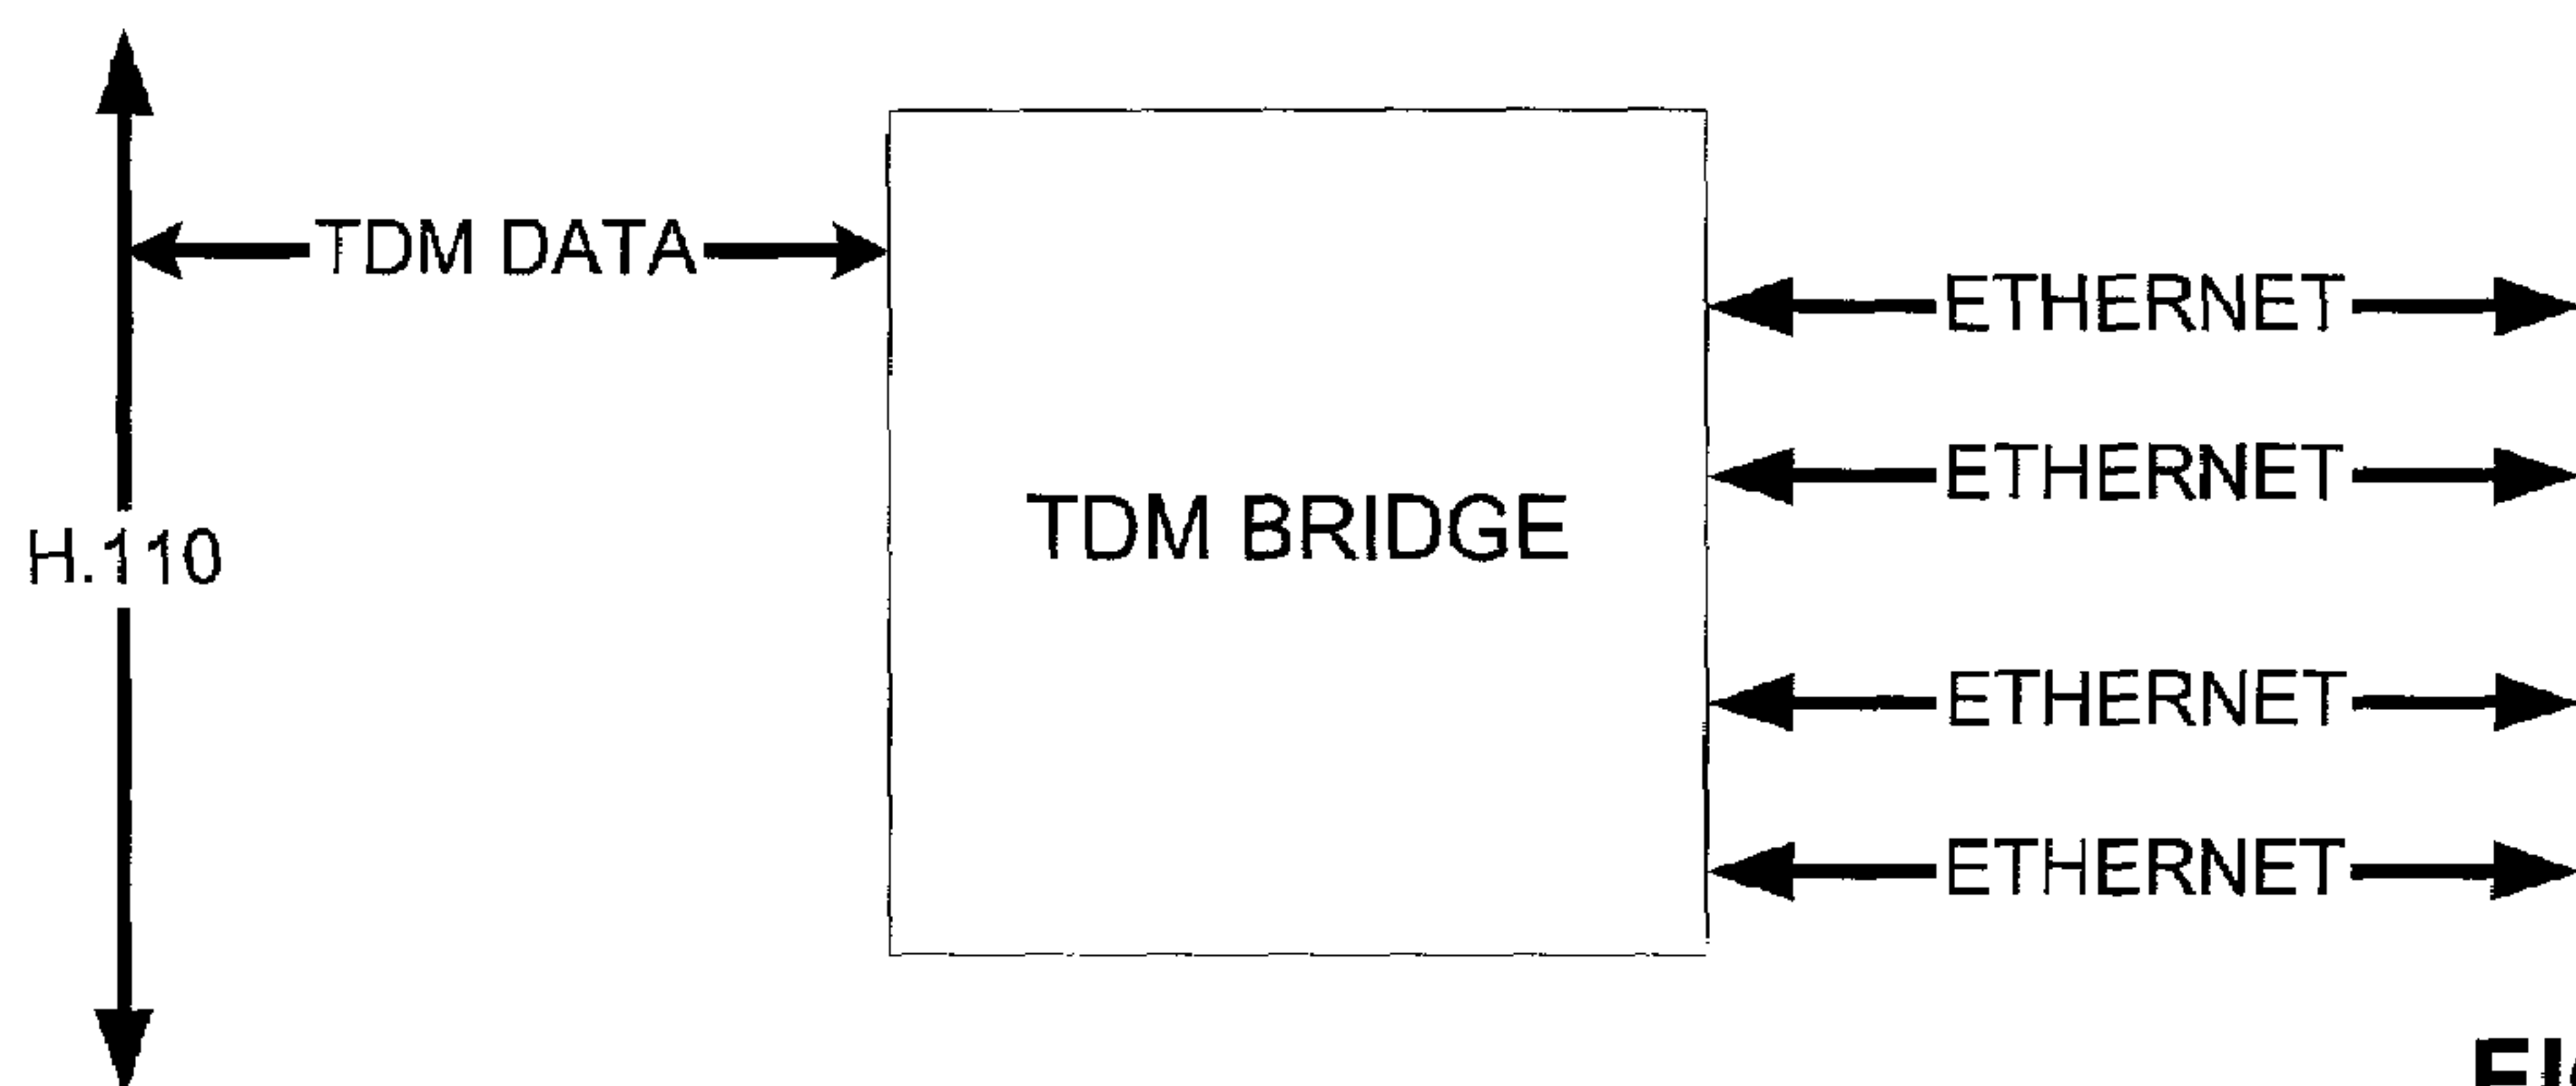 TDM DATA
ETHERNET
ETHERNET
TDM BRIDGE
H.110
ETHERNET
ETHERNET